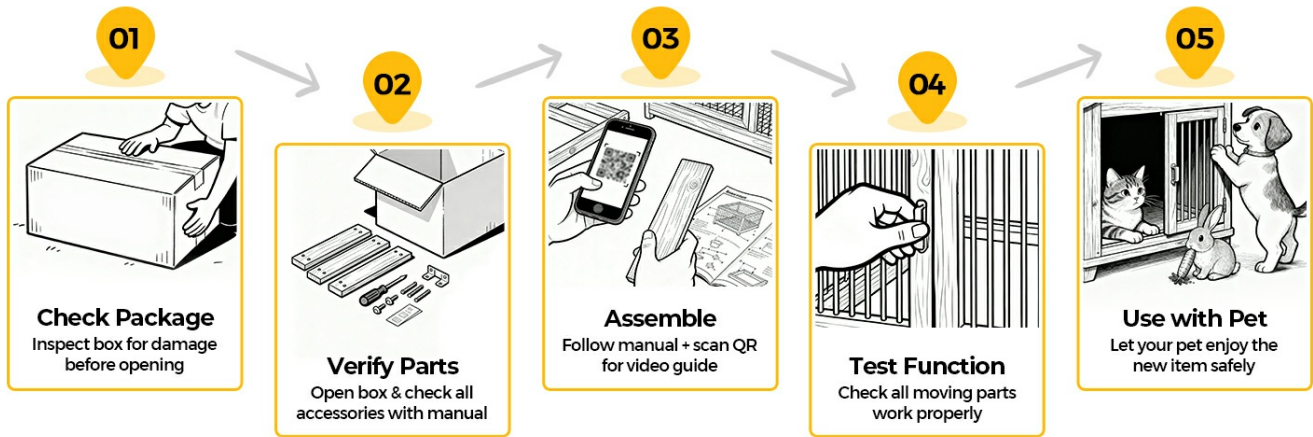 01
Check Package
Inspect box for damage
before opening
02
Verify Parts
Open box & check all
accessories with manual
03
Assemble
Follow manual + scan QR
for video guide
04
Test Function
Check all moving parts
work properly
05
Use with Pet
Let your pet enjoy the
new item safely